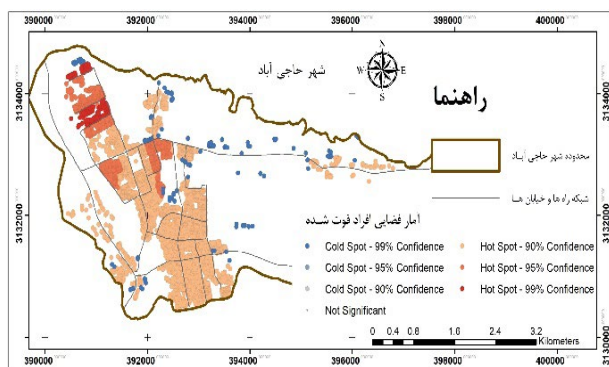 390000 392000 394000 396000 398000 400000
شهر حاجی آباد
N
W E
S
3134000
3134000
راهنما
محدوده شهر حاجی آباد
شبکه راه ها و خیابان ها
3132000
3132000
آمار فضایی افراد فوت شده
Cold Spot - 99% Confidence
Cold Spot - 95% Confidence
Cold Spot - 90% Confidence
Not Significant
Hot Spot - 90% Confidence
Hot Spot - 95% Confidence
Hot Spot - 99% Confidence
0 0.4 0.8 1.6 2.4 3.2
Kilometers
390000 392000 394000 396000 398000 400000